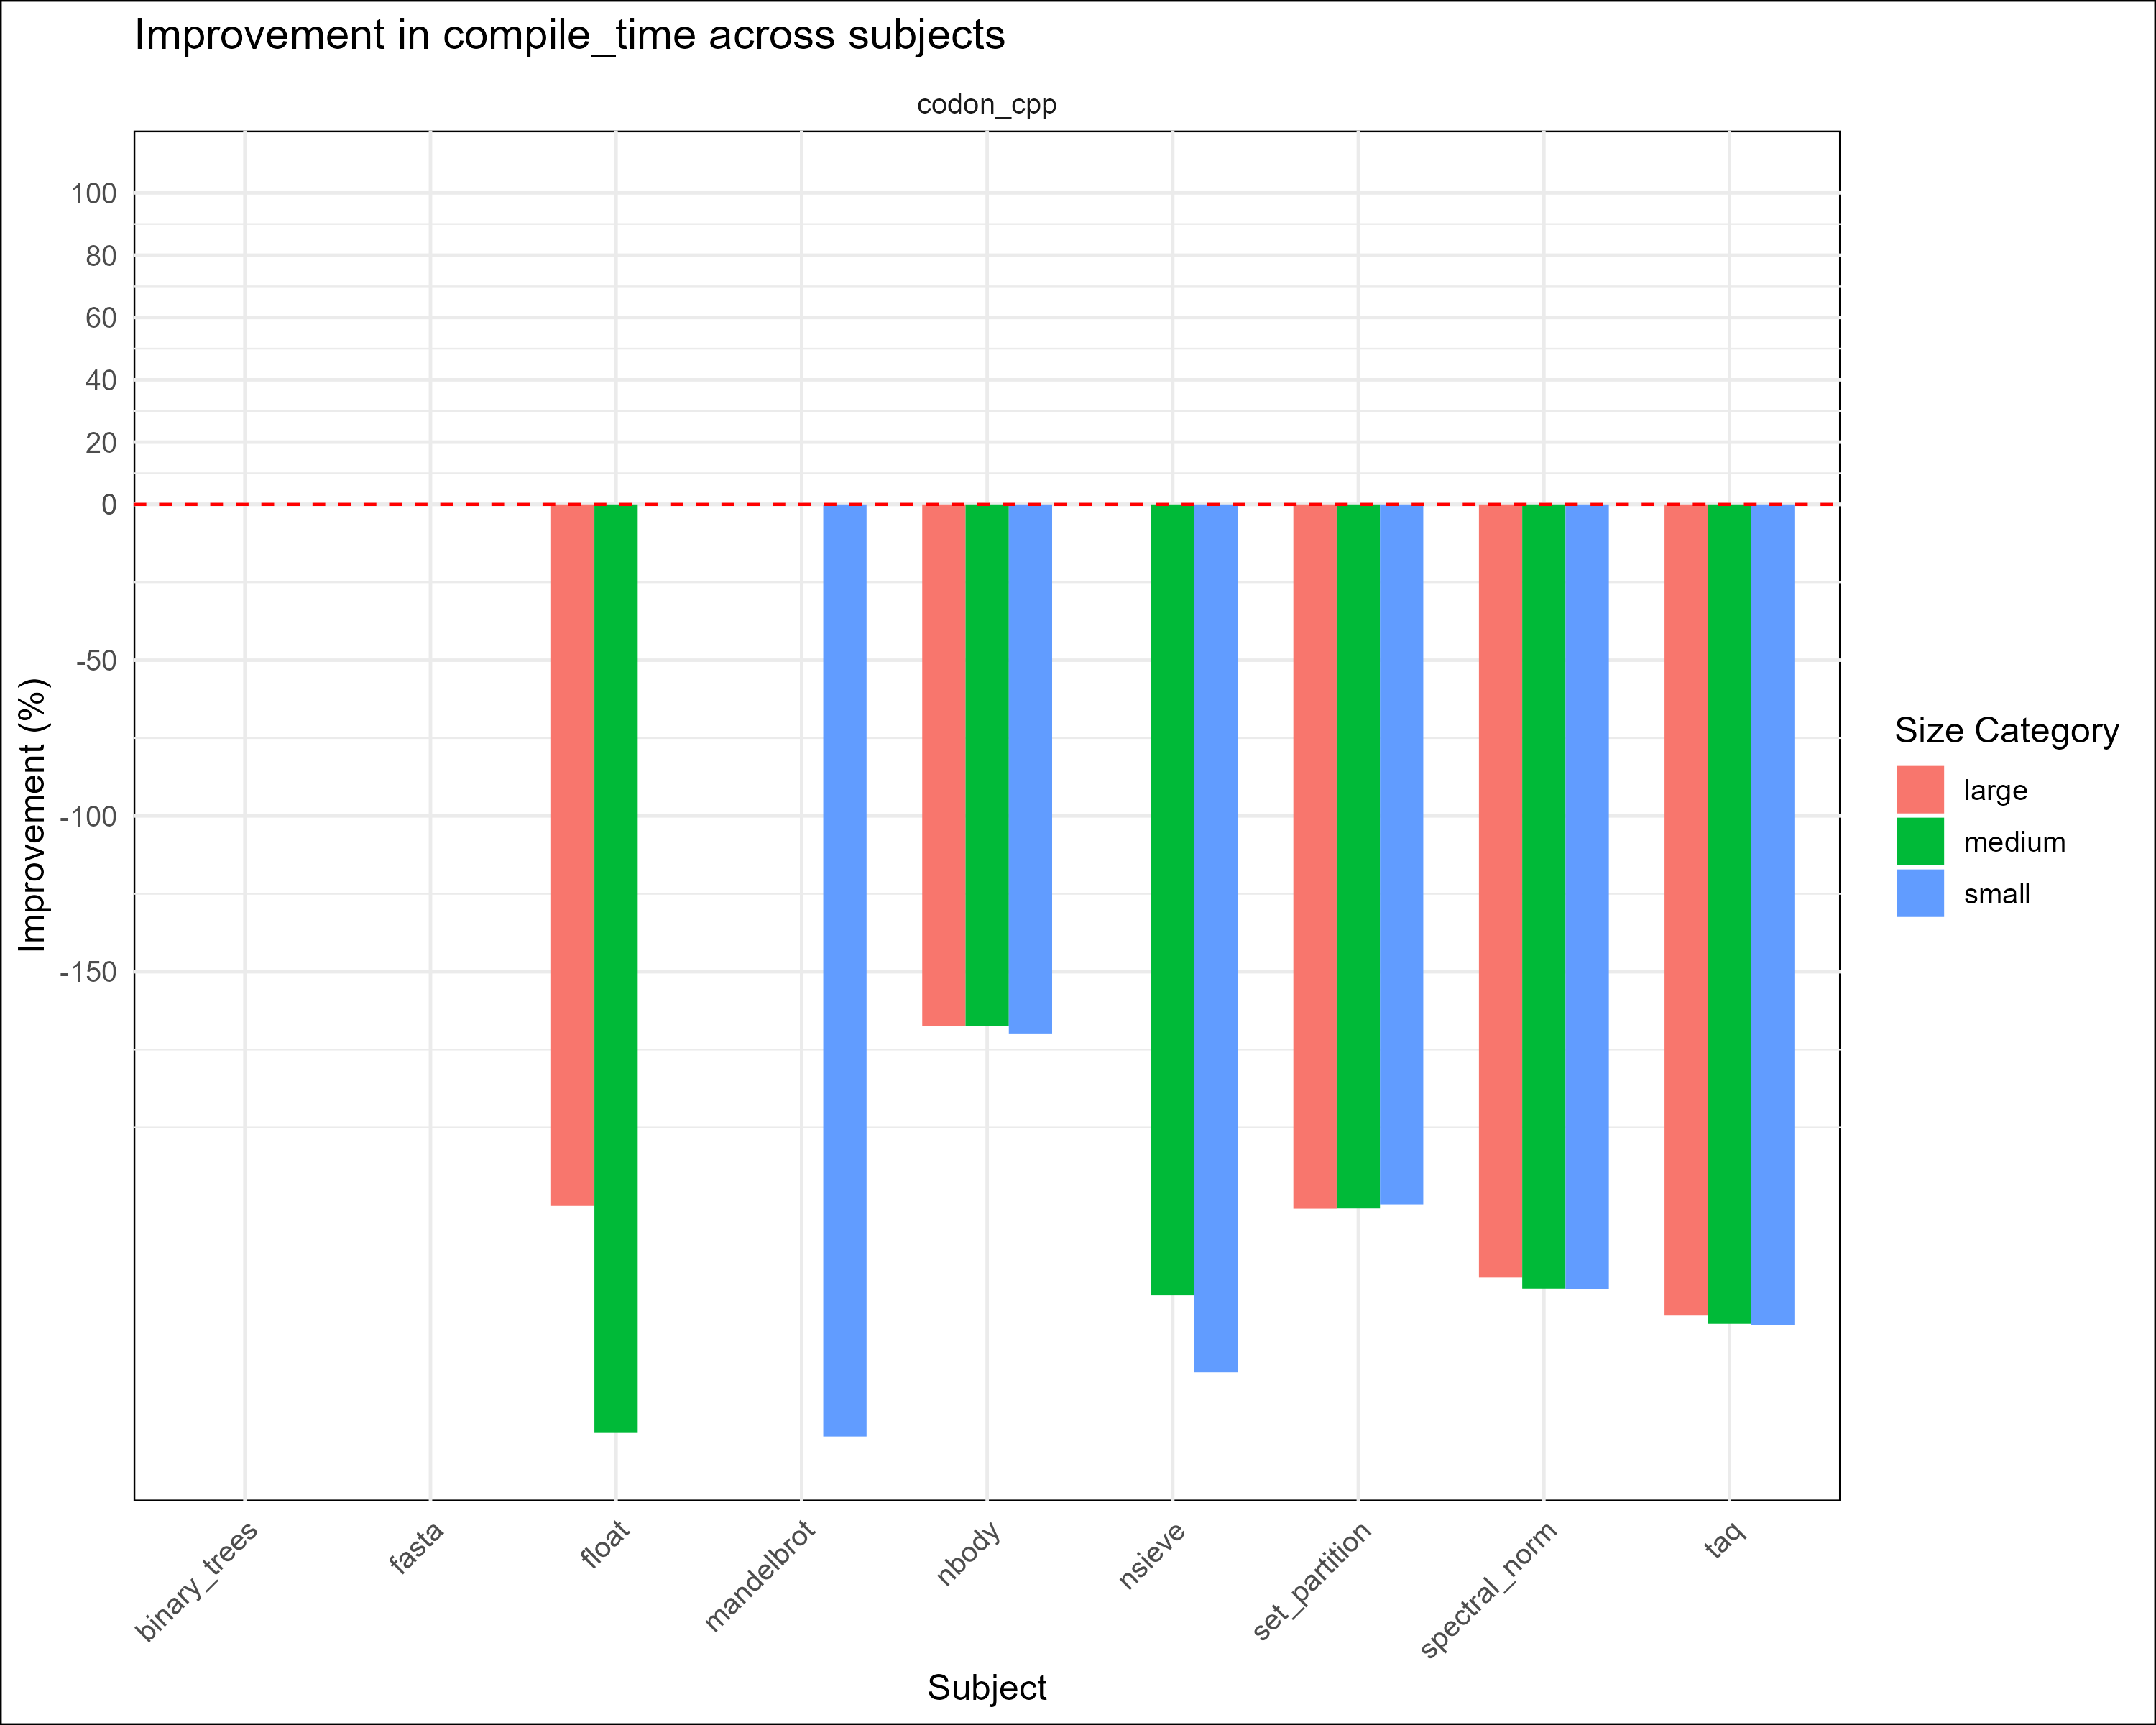 Improvement in compile_time across subjects
codon_cpp
100
80
60
40
20
0
-50
-100
-150
Improvement (%)
binary_trees
fasta
float
mandelbrot
nbody
nsieve
set_partition
spectral_norm
taq
Subject
Size Category
large
medium
small